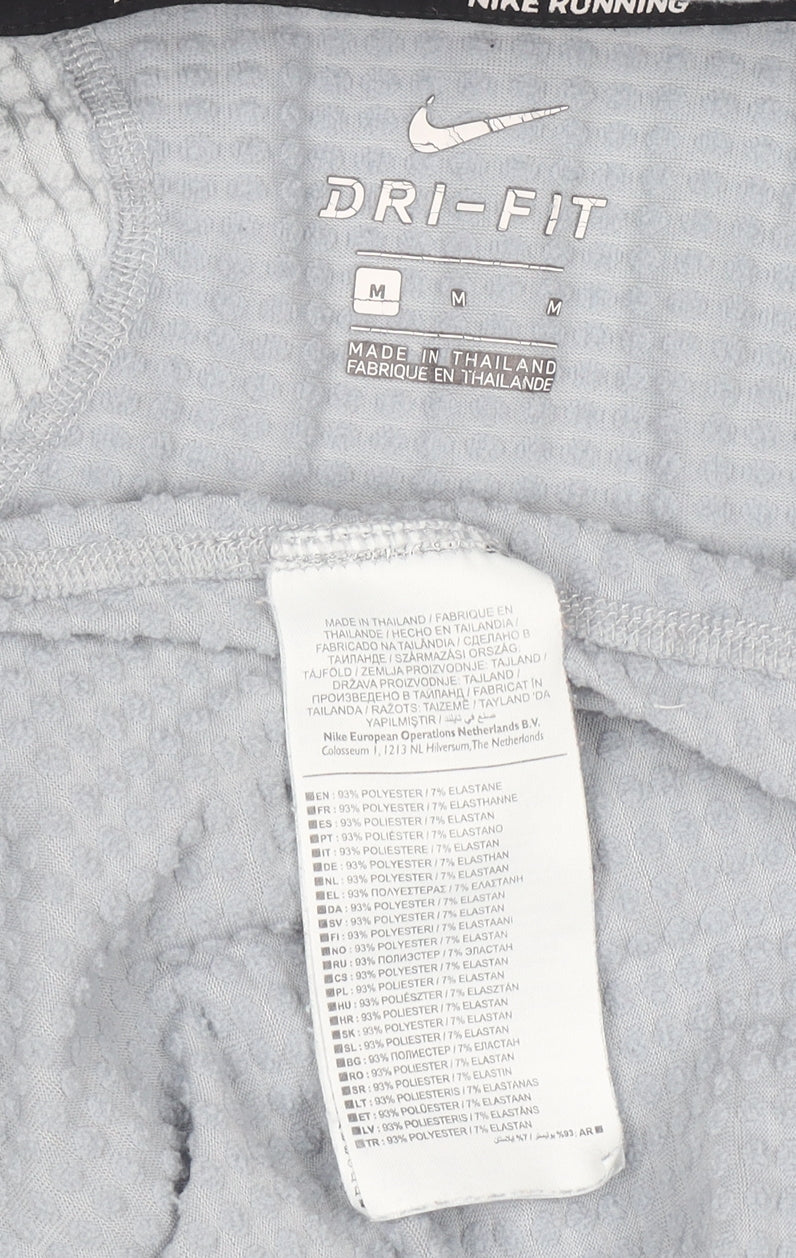 NIKE RUNNING
DRI-FIT
M M M
MADE IN THAILAND
FABRIQUE EN THAILANDE
MADE IN THAILAND / FABRIQUE EN
THAILANDE / HECHO EN TAILANDIA /
FABRICADO NA TAILÂNDIA / СДЕЛАНО В
ТАИЛАНДЕ / SZÁRMAZÁSI ORSZÁG:
TAJFÖLD / ZEMLJA PROIZVODNJE: TAJLAND /
DRŽAVA PROIZVODNJE: TAJLAND /
ПРОИЗВЕДЕНО В ТАЙЛАНД / FABRICAT ÎN
TAILANDA / RAŽOTS: TAIZEMĒ / TAYLAND 'DA
YAPILMIŞTIR / صنع في تايلند
Nike European Operations Netherlands B.V.
Colosseum 1, 1213 NL Hilversum, The Netherlands
EN : 93% POLYESTER / 7% ELASTANE
FR : 93% POLYESTER / 7% ELASTHANNE
ES : 93% POLYESTER / 7% ELASTAN
PT : 93% POLIÉSTER / 7% ELASTANO
IT : 93% POLIESTERE / 7% ELASTAN
DE : 93% POLYESTER / 7% ELASTHAN
NL : 93% POLYESTER / 7% ELASTAAN
EL : 93% ΠΟΛΥΕΣΤΕΡΑΣ / 7% ΕΛΑΣΤΑΝΗ
DA : 93% POLYESTER / 7% ELASTAN
SV : 93% POLYESTER / 7% ELASTAN
FI : 93% POLYESTERI / 7% ELASTAANI
NO : 93% POLYESTER / 7% ELASTAN
RU : 93% ПОЛИЭСТЕР / 7% ЭЛАСТАН
CS : 93% POLYESTER / 7% ELASTAN
PL : 93% POLIESTER / 7% ELASTAN
HU : 93% POLIÉSZTER / 7% ELASZTÁN
HR : 93% POLIESTER / 7% ELASTAN
SK : 93% POLYESTER / 7% ELASTAN
SL : 93% POLIESTER / 7% ELASTAN
BG : 93% ПОЛИЕСТЕР / 7% ЕЛАСТАН
RO : 93% POLIESTER / 7% ELASTAN
SR : 93% POLIESTER / 7% ELASTIN
LT : 93% POLIESTERIS / 7% ELASTANAS
ET : 93% POLÜESTER / 7% ELASTAAN
LV : 93% POLIESTERIS / 7% ELASTĀNS
TR : 93% POLYESTER / 7% ELASTAN
AR : 93% بوليستر / 7% إيلاستين